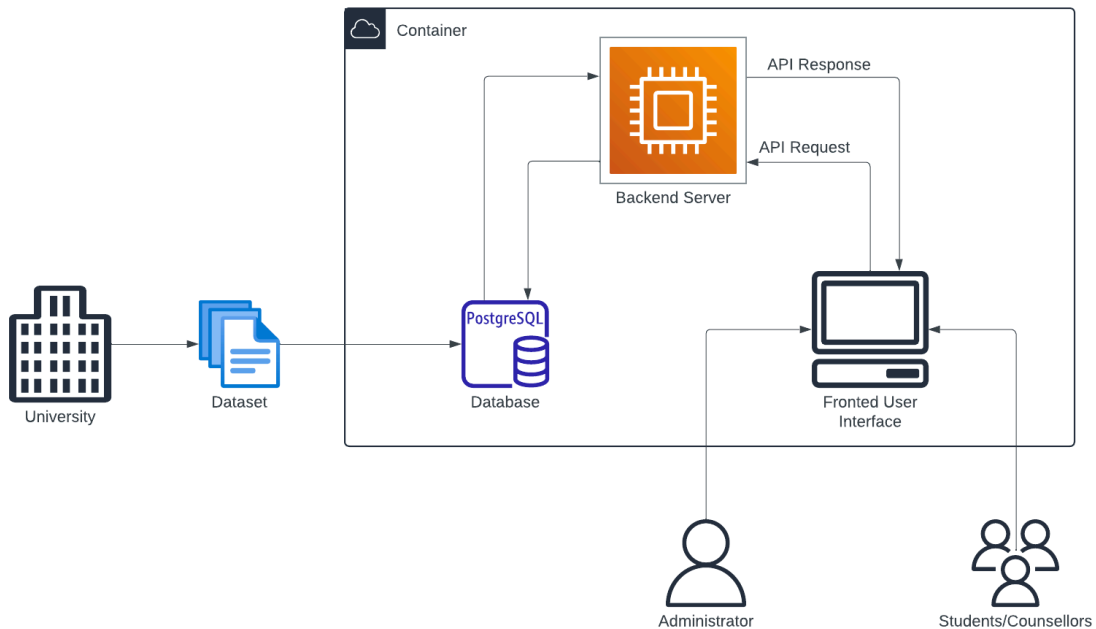 Container
API Response
API Request
Backend Server
PostgreSQL
University
Dataset
Database
Fronted User
Interface
Administrator
Students/Counsellors